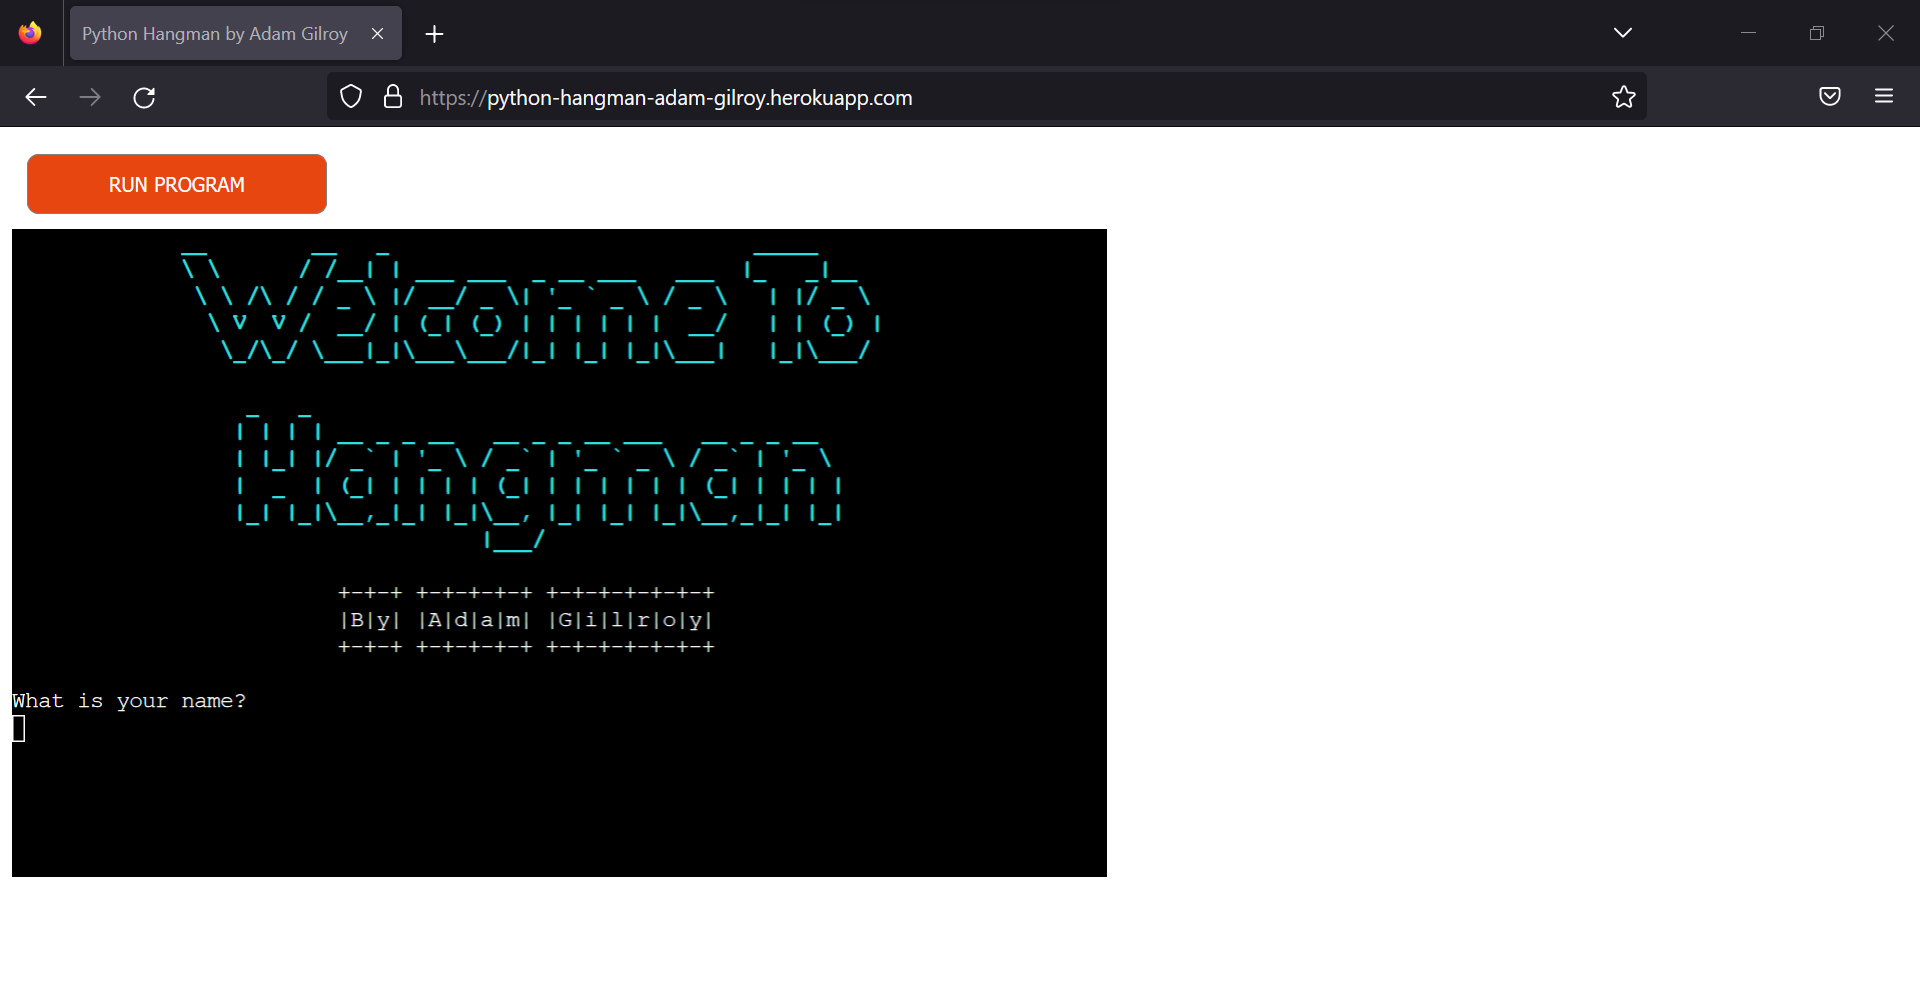 Python Hangman by Adam Gilroy
https://python-hangman-adam-gilroy.herokuapp.com
RUN PROGRAM
Welcome To
Hangman
+-+-+ +-+-+-+-+ +-+-+-+-+-+-+
|B|y| |A|d|a|m| |G|i|l|r|o|y|
+-+-+ +-+-+-+-+ +-+-+-+-+-+-+
What is your name?